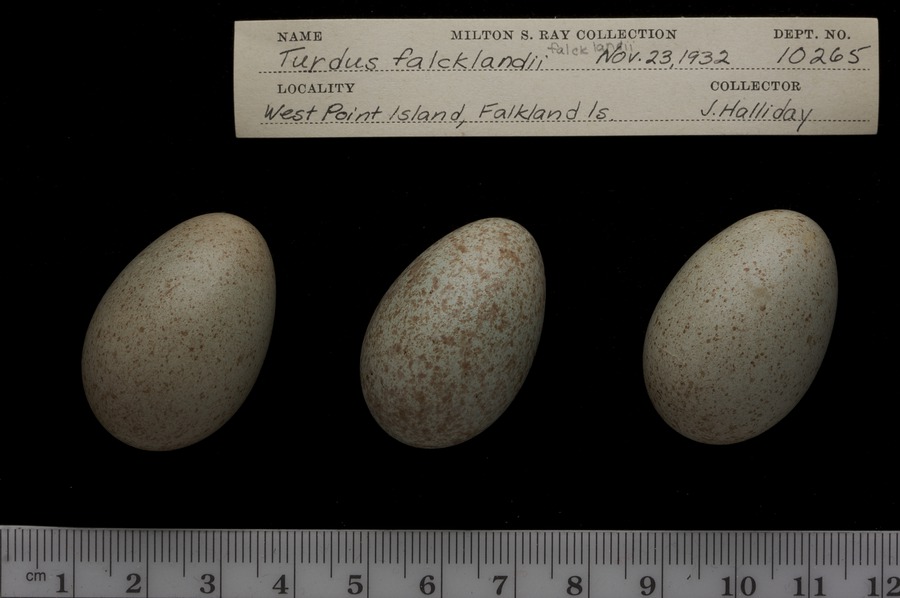 NAME MILTON S. RAY COLLECTION DEPT. NO.
falcklandii
Turdus falcklandii Nov. 23, 1932 10265
LOCALITY COLLECTOR
West Point Island, Falkland Is. J. Halliday
cm 1 2 3 4 5 6 7 8 9 10 11 12